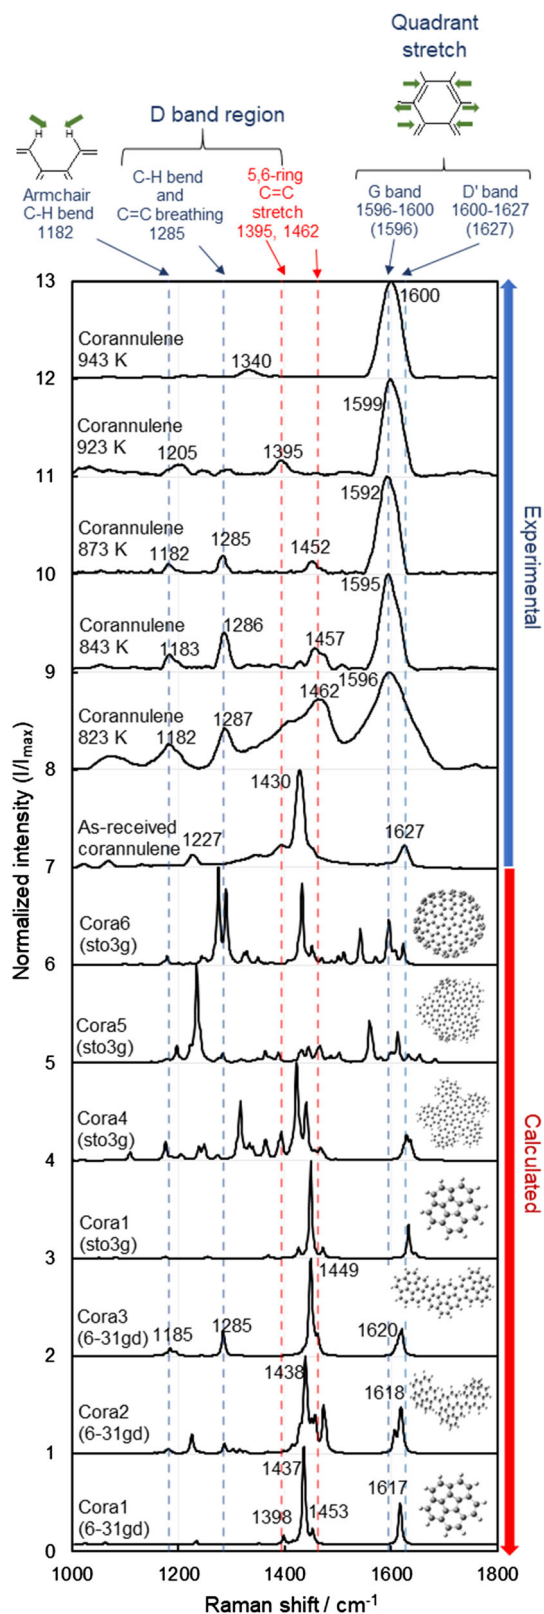 Quadrant
stretch
H H
D band region
Armchair
C-H bend
1182
C-H bend
and
C=C breathing
1285
5,6-ring
C=C
stretch
1395, 1462
G band
1596-1600
(1596)
D' band
1600-1627
(1627)
13
Corannulene
943 K
1340
1600
12
Corannulene
923 K
1205
1395
1599
11
Corannulene
873 K
1182
1285
1452
1592
10
Corannulene
843 K
1183
1286
1457
1595
9
Corannulene
823 K
1182
1287
1462
1596
8
As-received
corannulene
1227
1430
1627
7
Cora6
(sto3g)
6
Cora5
(sto3g)
5
Cora4
(sto3g)
4
Cora1
(sto3g)
3
Cora3
(6-31gd)
1185
1285
1449
1620
2
Cora2
(6-31gd)
1438
1618
1
Cora1
(6-31gd)
1437
1398
1453
1617
0
1000 1200 1400 1600 1800
Raman shift / cm-1
Normalized intensity (I/Imax)
Experimental
Calculated